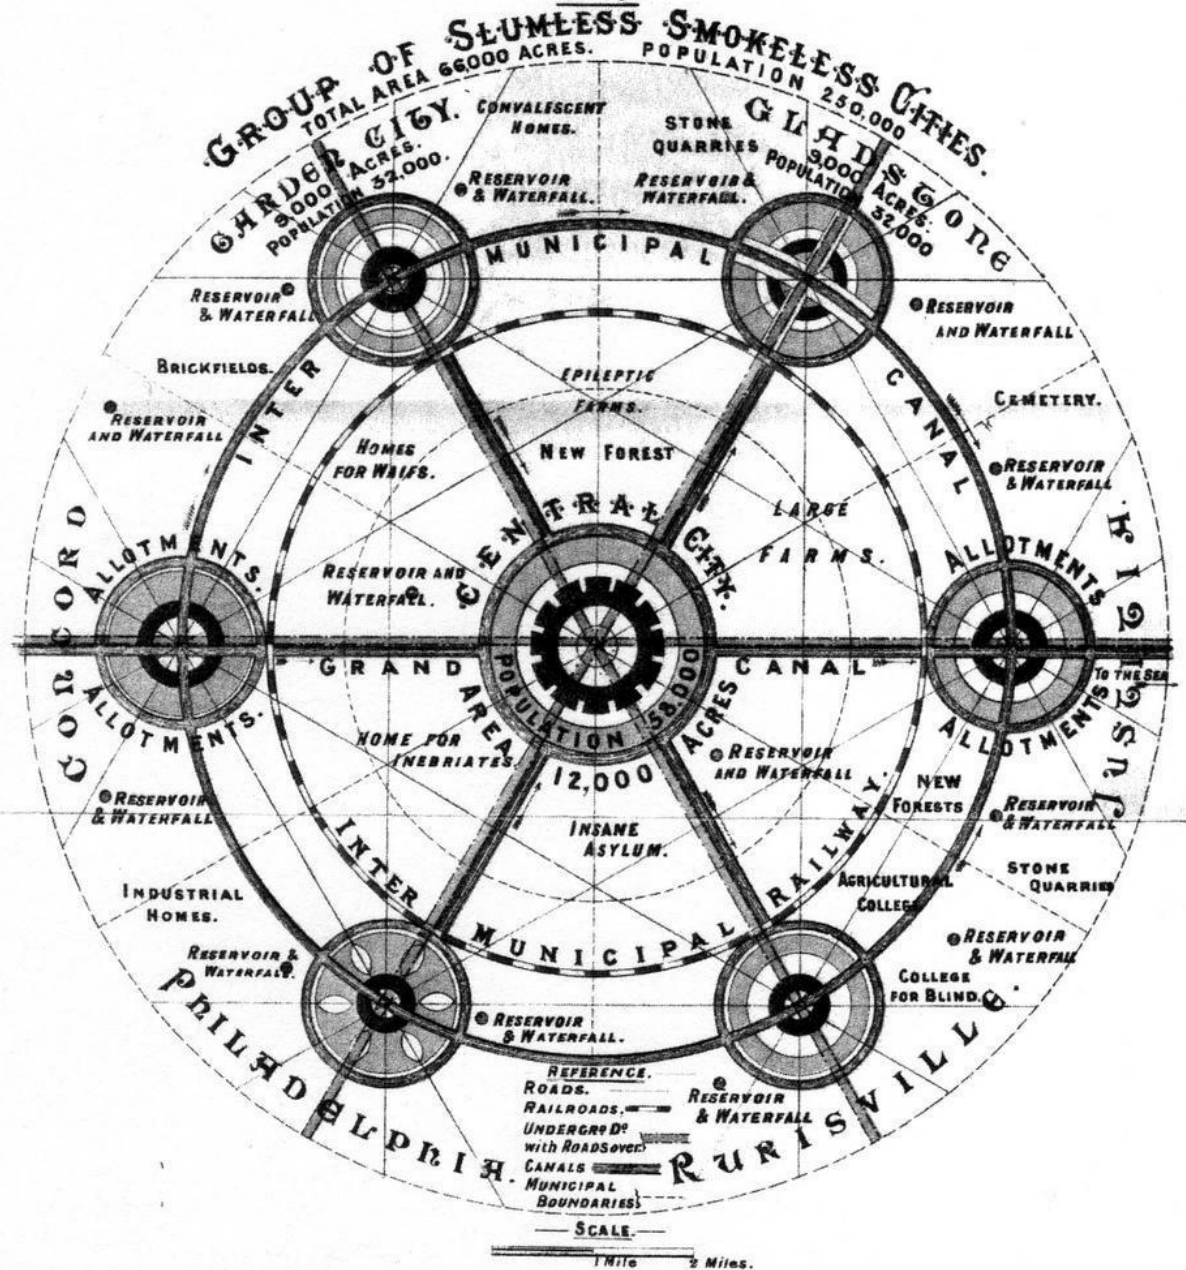 GROUP OF SLUMLESS SMOKELESS CITIES.
TOTAL AREA 66,000 ACRES. POPULATION 250,000
GARDEN CITY.
9,000 ACRES.
POPULATION 32,000.
CONVALESCENT
HOMES.
STONE
QUARRIES
GLADSTONE
9,000 ACRES:
POPULATION
32,000
RESERVOIR
& WATERFALL.
RESERVOIR &
WATERFALL.
INTER MUNICIPAL CANAL
RESERVOIR
& WATERFALL
RESERVOIR
AND WATERFALL
BRICKFIELDS.
EPILEPTIC
FARMS.
CEMETERY.
RESERVOIR
AND WATERFALL
HOMES
FOR WAIFS.
NEW FOREST
RESERVOIR
& WATERFALL
LARGE
FARMS.
CENTRAL CITY.
CONCORD
ALLOTMENTS.
ALLOTMENTS
RESERVOIR AND
WATERFALL.
GRAND CANAL
TO THE SEA
ALLOTMENTS.
ALLOTMENTS
POPULATION 58,000
AREA 12,000 ACRES
HOME FOR
INEBRIATES.
RESERVOIR
AND WATERFALL
RESERVOIR
& WATERFALL
INSANE
ASYLUM.
NEW
FORESTS
RESERVOIR
& WATERFALL
INTER MUNICIPAL RAILWAY.
STONE
QUARRIES
AGRICULTURAL
COLLEGE
INDUSTRIAL
HOMES.
RESERVOIR &
WATERFALL.
RESERVOIR
& WATERFALL
COLLEGE
FOR BLIND.
RESERVOIR
& WATERFALL.
PHILADELPHIA.
RURISVILLE.
RESERVOIR
& WATERFALL
REFERENCE.
ROADS.
RAILROADS.
UNDERGRD Do
with ROADS over
CANALS
MUNICIPAL
BOUNDARIES
SCALE.
1 Mile 2 Miles.